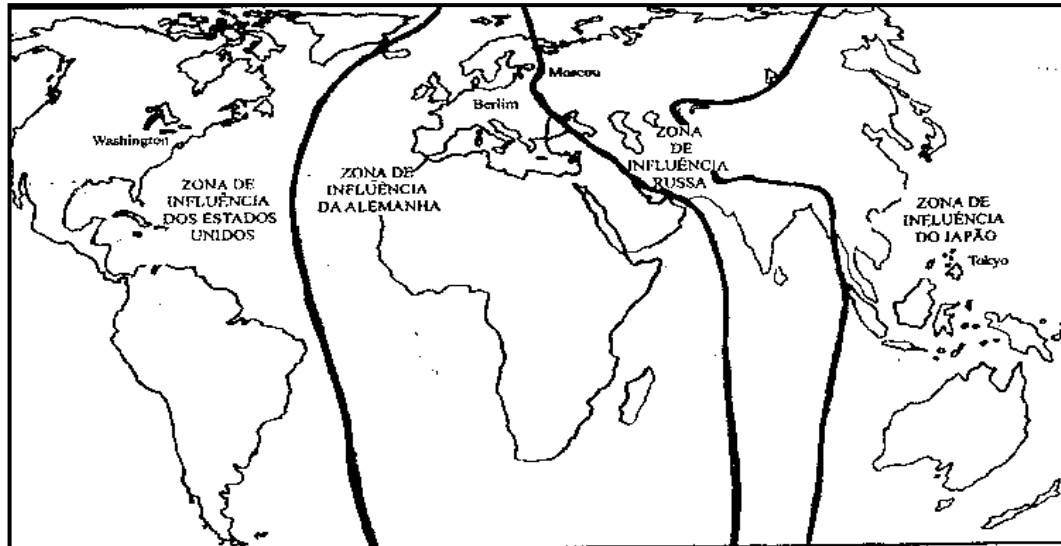 Moscou
Berlim
Washington
ZONA DE
INFLUÊNCIA
DOS ESTADOS
UNIDOS
ZONA DE
INFLUÊNCIA
DA ALEMANHA
ZONA
DE
INFLUÊNCIA
RUSSA
ZONA DE
INFLUÊNCIA
DO JAPÃO
Tokyo